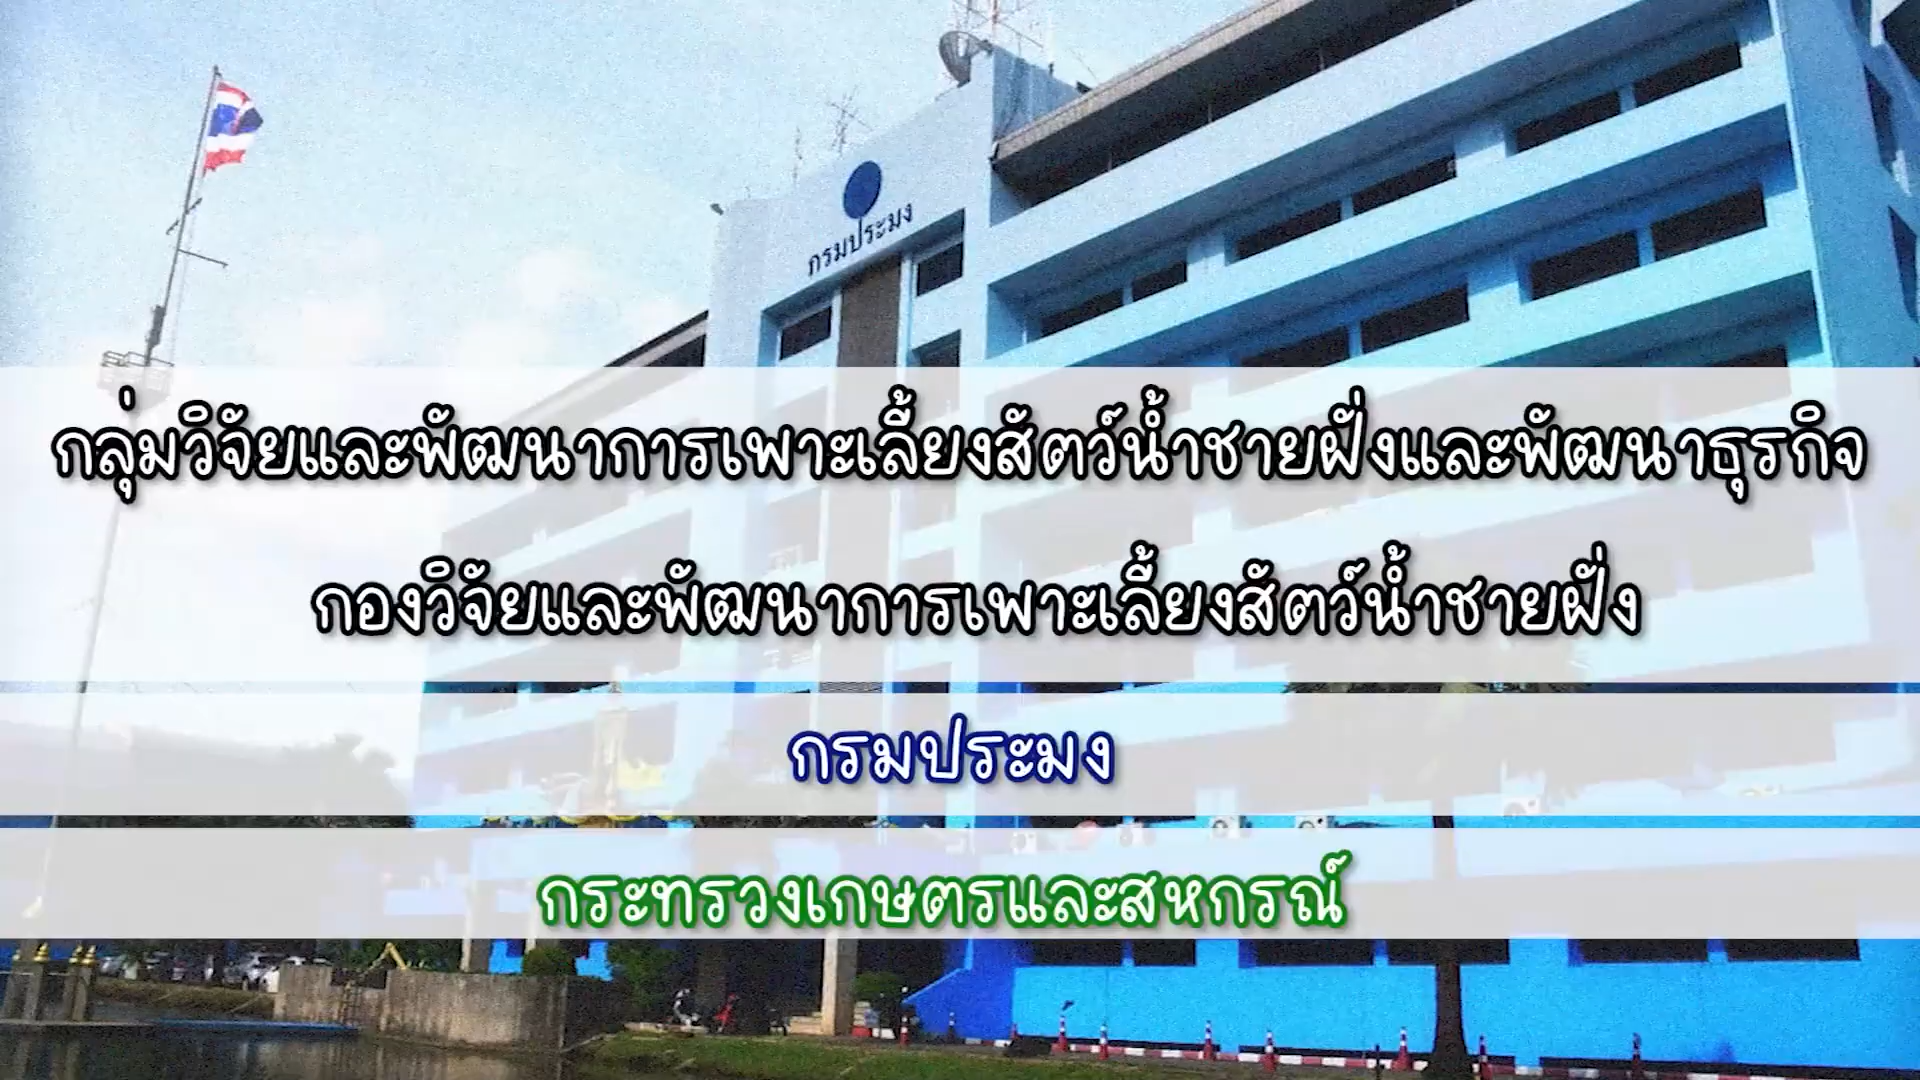 กรมประมง
กลุ่มวิจัยและพัฒนาการเพาะเลี้ยงสัตว์น้ำชายฝั่งและพัฒนาธุรกิจ
กองวิจัยและพัฒนาการเพาะเลี้ยงสัตว์น้ำชายฝั่ง
กรมประมง
กระทรวงเกษตรและสหกรณ์